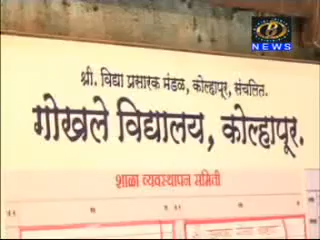 B NEWS
श्री. विद्या प्रसारक मंडळ, कोल्हापूर, संचलित.
गोखले विद्यालय, कोल्हापूर.
शाळा व्यवस्थापन समिती